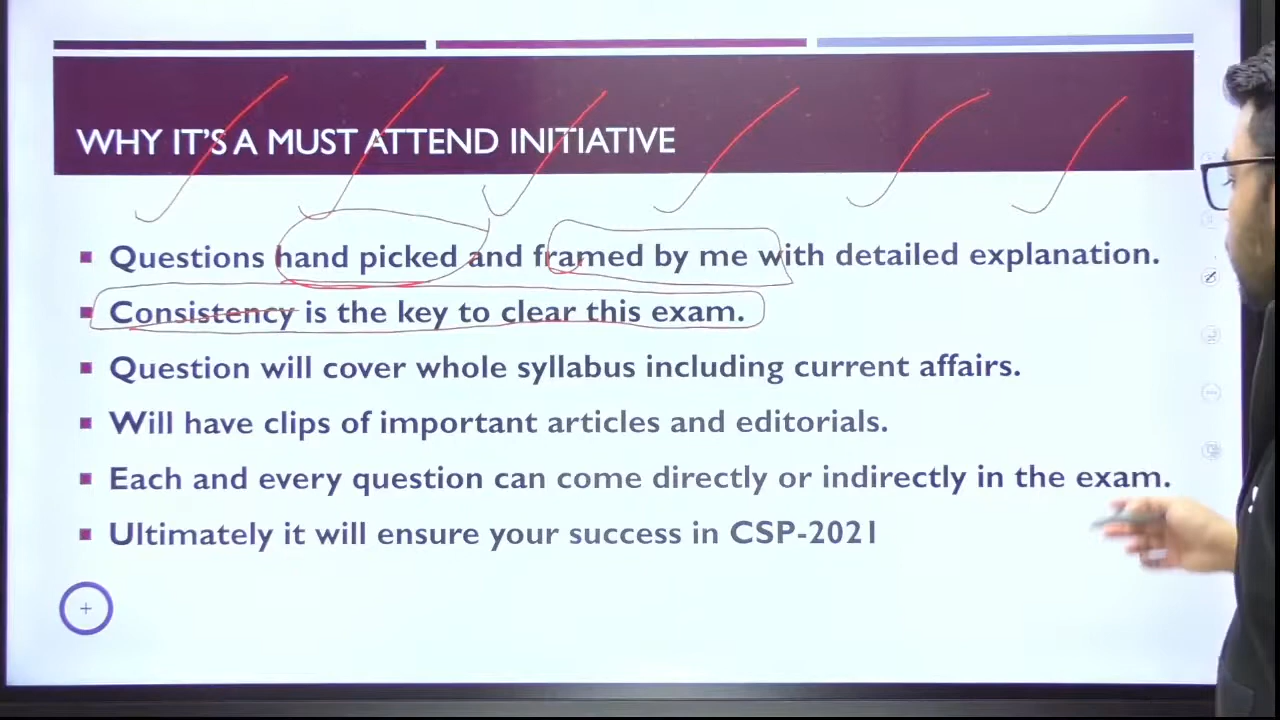 WHY IT'S A MUST ATTEND INITIATIVE
Questions hand picked and framed by me with detailed explanation.
Consistency is the key to clear this exam.
Question will cover whole syllabus including current affairs.
Will have clips of important articles and editorials.
Each and every question can come directly or indirectly in the exam.
Ultimately it will ensure your success in CSP-2021